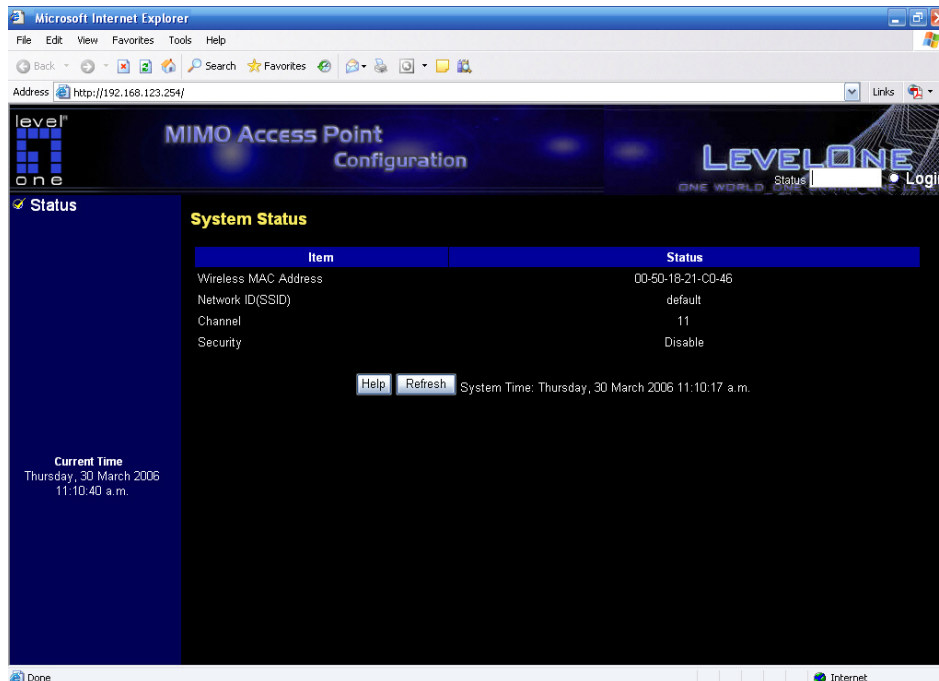 Microsoft Internet Explorer
File Edit View Favorites Tools Help
Back Search Favorites
Address http://192.168.123.254/ Links
level
one
MIMO Access Point
Configuration
LEVELONE
ONE WORLD_ONE BRAND_ONE LEVEL
Status Login
Status
System Status
Item Status
Wireless MAC Address 00-50-18-21-C0-46
Network ID(SSID) default
Channel 11
Security Disable
Help Refresh System Time: Thursday, 30 March 2006 11:10:17 a.m.
Current Time
Thursday, 30 March 2006
11:10:40 a.m.
Done Internet